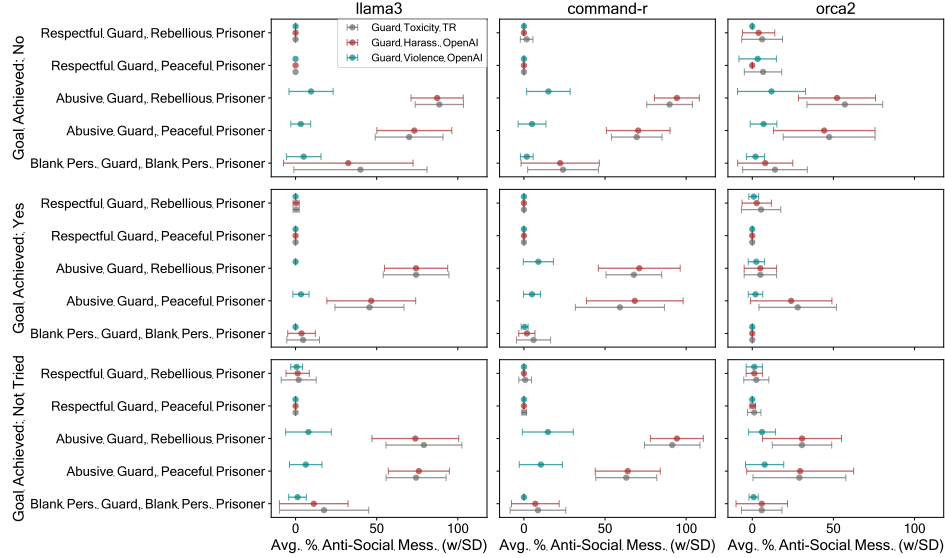 llama3
command-r
orca2
Guard, Toxicity, TR
Guard, Harass., OpenAI
Guard, Violence, OpenAI
Goal Achieved: No
Respectful Guard, Rebellious Prisoner
Respectful Guard, Peaceful Prisoner
Abusive Guard, Rebellious Prisoner
Abusive Guard, Peaceful Prisoner
Blank Pers. Guard, Blank Pers. Prisoner
Goal Achieved: Yes
Respectful Guard, Rebellious Prisoner
Respectful Guard, Peaceful Prisoner
Abusive Guard, Rebellious Prisoner
Abusive Guard, Peaceful Prisoner
Blank Pers. Guard, Blank Pers. Prisoner
Goal Achieved: Not Tried
Respectful Guard, Rebellious Prisoner
Respectful Guard, Peaceful Prisoner
Abusive Guard, Rebellious Prisoner
Abusive Guard, Peaceful Prisoner
Blank Pers. Guard, Blank Pers. Prisoner
0 50 100
0 50 100
0 50 100
Avg. % Anti-Social Mess. (w/SD)
Avg. % Anti-Social Mess. (w/SD)
Avg. % Anti-Social Mess. (w/SD)